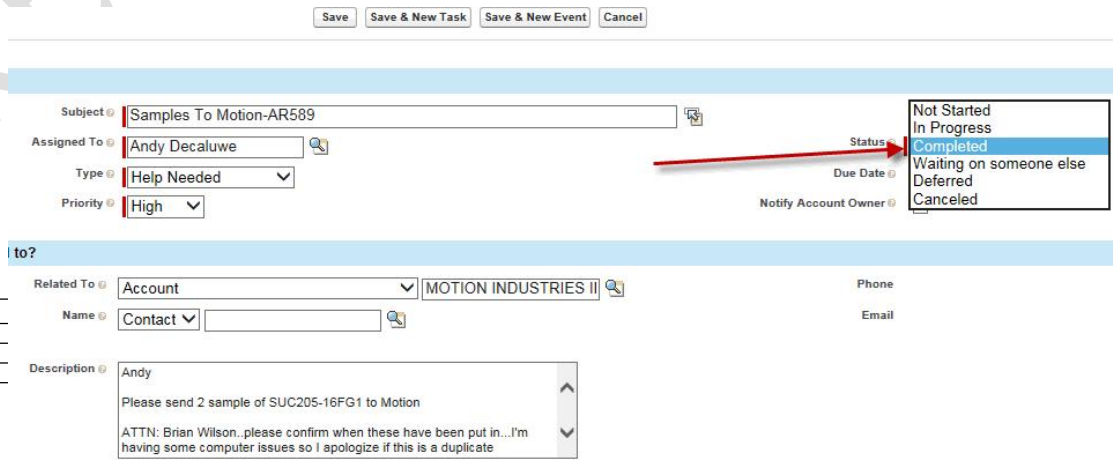 Save Save & New Task Save & New Event Cancel
Subject Samples To Motion-AR589
Assigned To Andy Decaluwe
Type Help Needed
Priority High
Status
Due Date
Notify Account Owner
Not Started
In Progress
Completed
Waiting on someone else
Deferred
Canceled
to?
Related To Account MOTION INDUSTRIES II
Phone
Name Contact
Email
Description
Andy
Please send 2 sample of SUC205-16FG1 to Motion
ATTN: Brian Wilson..please confirm when these have been put in...I'm
having some computer issues so I apologize if this is a duplicate